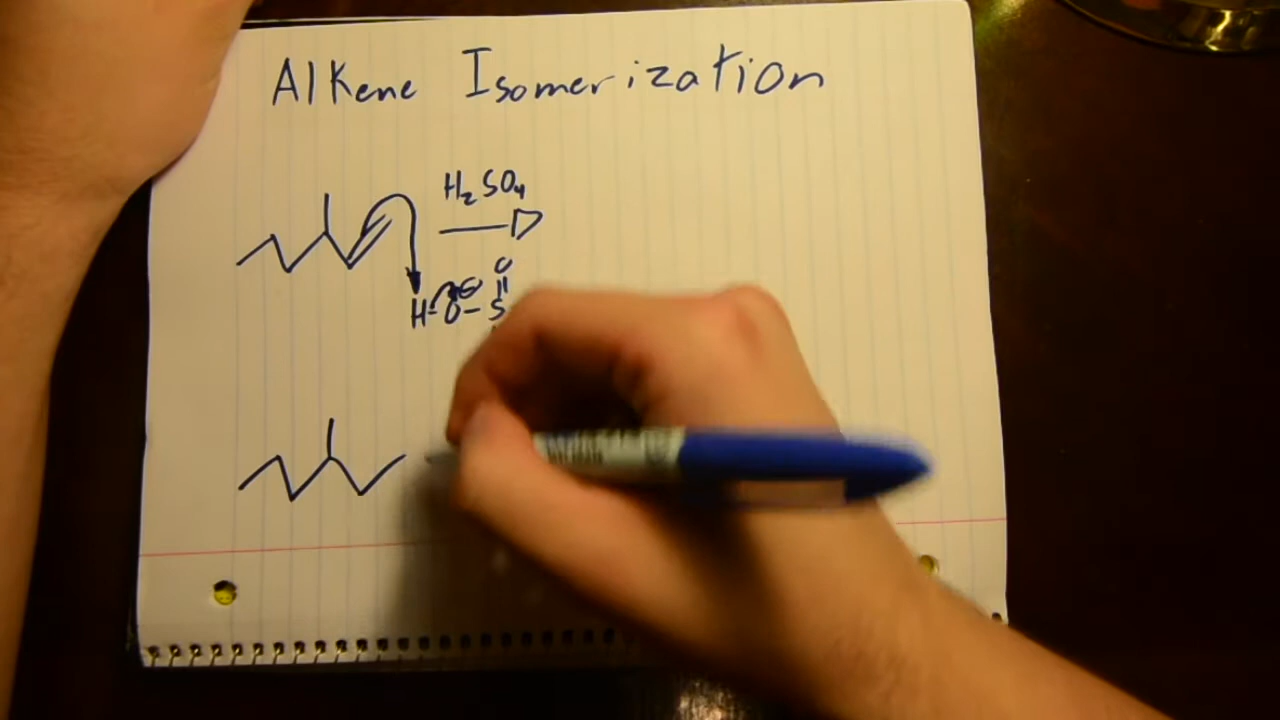 Alkene Isomerization
H₂SO₄
O
H-O-S